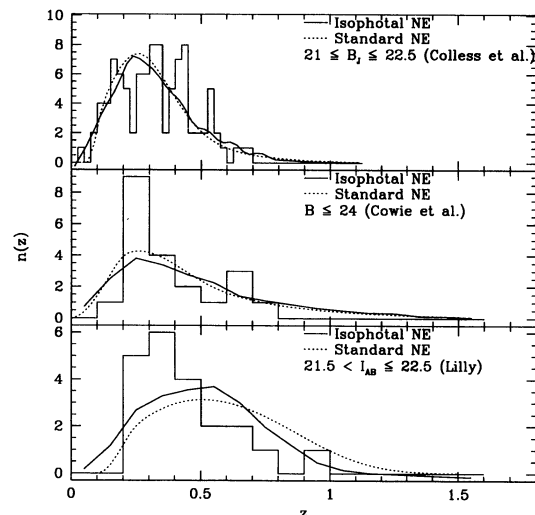 10
8
6
4
2
0
Isophotal NE
Standard NE
21 ≤ B_J ≤ 22.5 (Colless et al.)
n(z)
8
6
4
2
0
Isophotal NE
Standard NE
B ≤ 24 (Cowie et al.)
6
4
2
0
Isophotal NE
Standard NE
21.5 < I_AB ≤ 22.5 (Lilly)
0
0.5
1
1.5
z